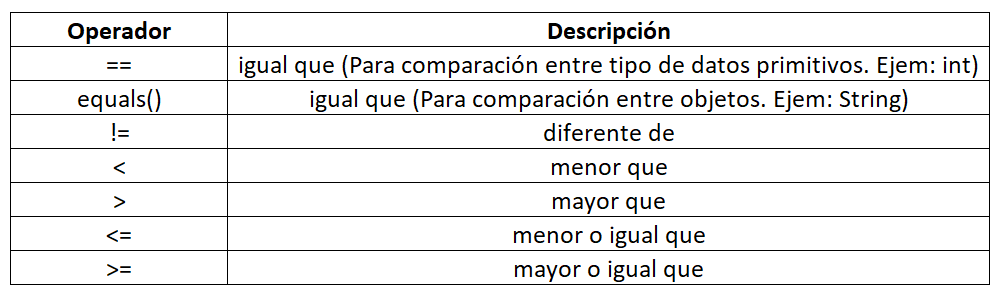 Operador Descripción
== igual que (Para comparación entre tipo de datos primitivos. Ejem: int)
equals() igual que (Para comparación entre objetos. Ejem: String)
!= diferente de
< menor que
> mayor que
<= menor o igual que
>= mayor o igual que